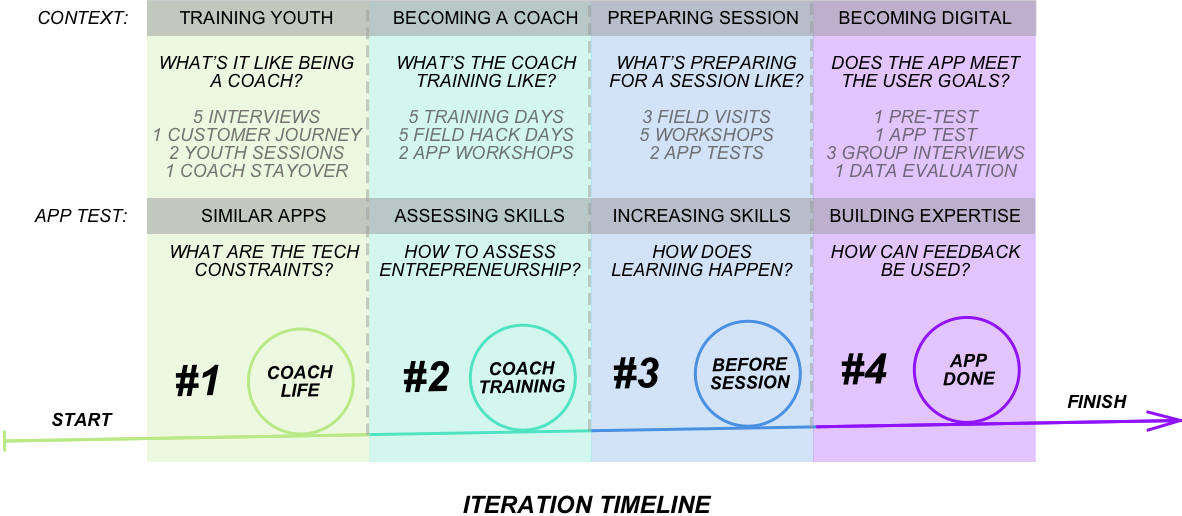 CONTEXT:
TRAINING YOUTH
BECOMING A COACH
PREPARING SESSION
BECOMING DIGITAL
WHAT'S IT LIKE BEING
A COACH?
WHAT'S THE COACH
TRAINING LIKE?
WHAT'S PREPARING
FOR A SESSION LIKE?
DOES THE APP MEET
THE USER GOALS?
5 INTERVIEWS
1 CUSTOMER JOURNEY
2 YOUTH SESSIONS
1 COACH STAYOVER
5 TRAINING DAYS
5 FIELD HACK DAYS
2 APP WORKSHOPS
3 FIELD VISITS
5 WORKSHOPS
2 APP TESTS
1 PRE-TEST
1 APP TEST
3 GROUP INTERVIEWS
1 DATA EVALUATION
APP TEST:
SIMILAR APPS
ASSESSING SKILLS
INCREASING SKILLS
BUILDING EXPERTISE
WHAT ARE THE TECH
CONSTRAINTS?
HOW TO ASSESS
ENTREPRENEURSHIP?
HOW DOES
LEARNING HAPPEN?
HOW CAN FEEDBACK
BE USED?
#1
COACH
LIFE
#2
COACH
TRAINING
#3
BEFORE
SESSION
#4
APP
DONE
START
FINISH
ITERATION TIMELINE